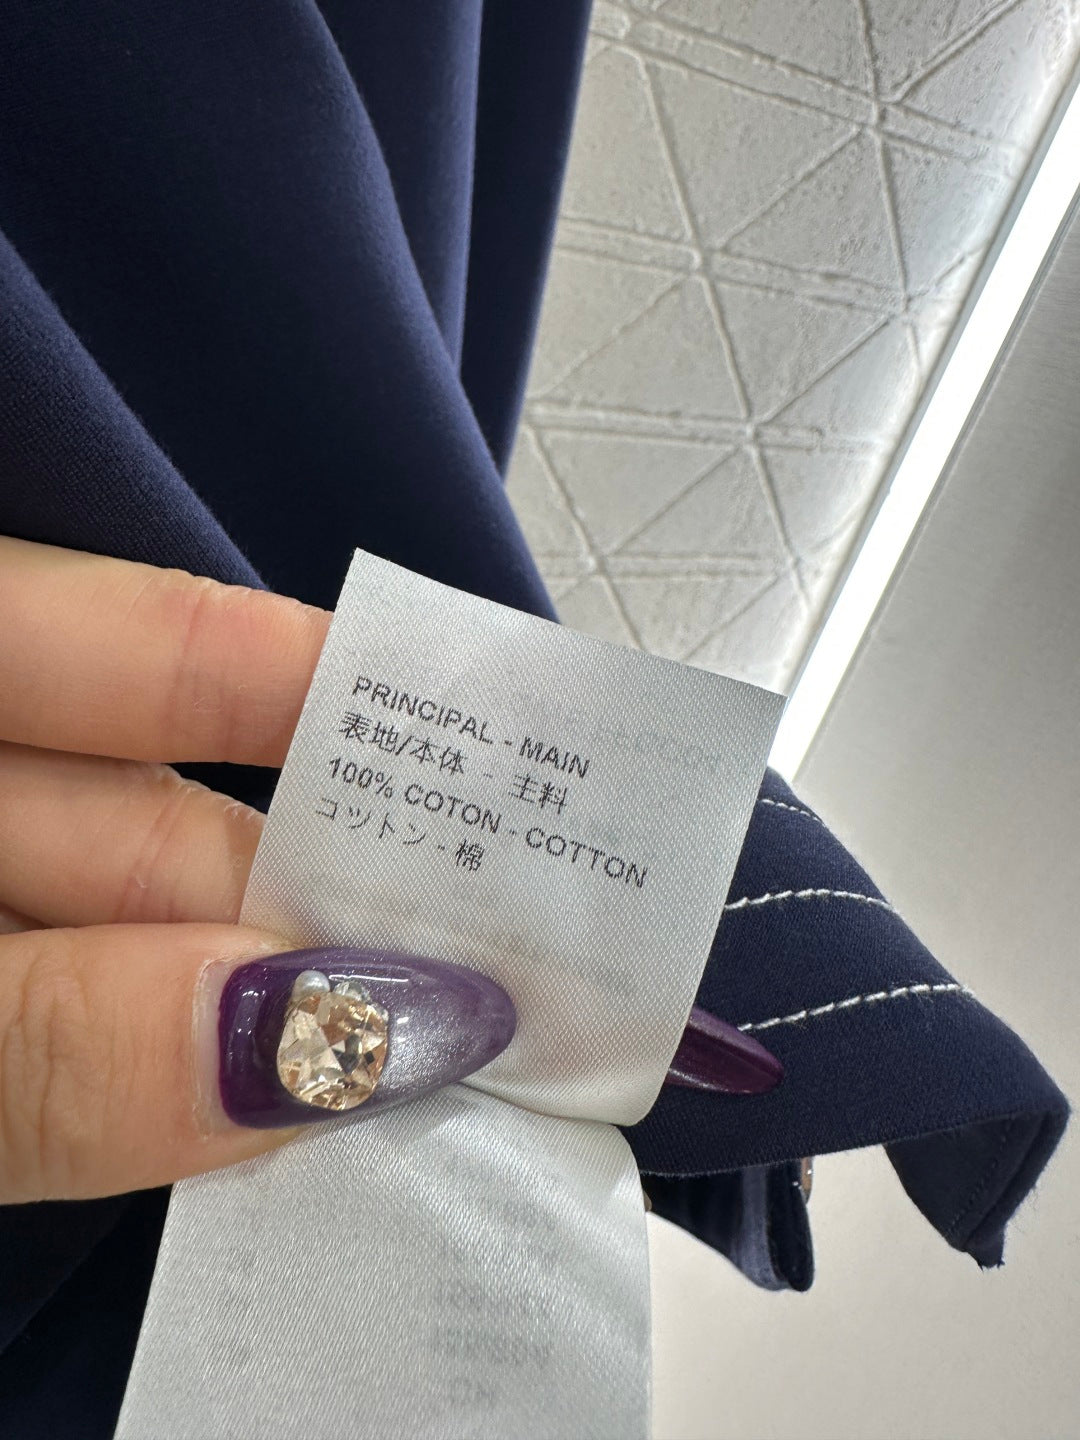 PRINCIPAL - MAIN
表地/本体 - 主料
100% COTON - COTTON
コットン - 棉